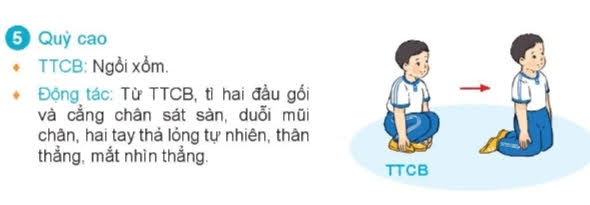 5 Quỳ cao
♦ TTCB: Ngồi xổm.
♦ Động tác: Từ TTCB, tì hai đầu gối
và cẳng chân sát sàn, duỗi mũi
chân, hai tay thả lỏng tự nhiên, thân
thẳng, mắt nhìn thẳng.
TTCB